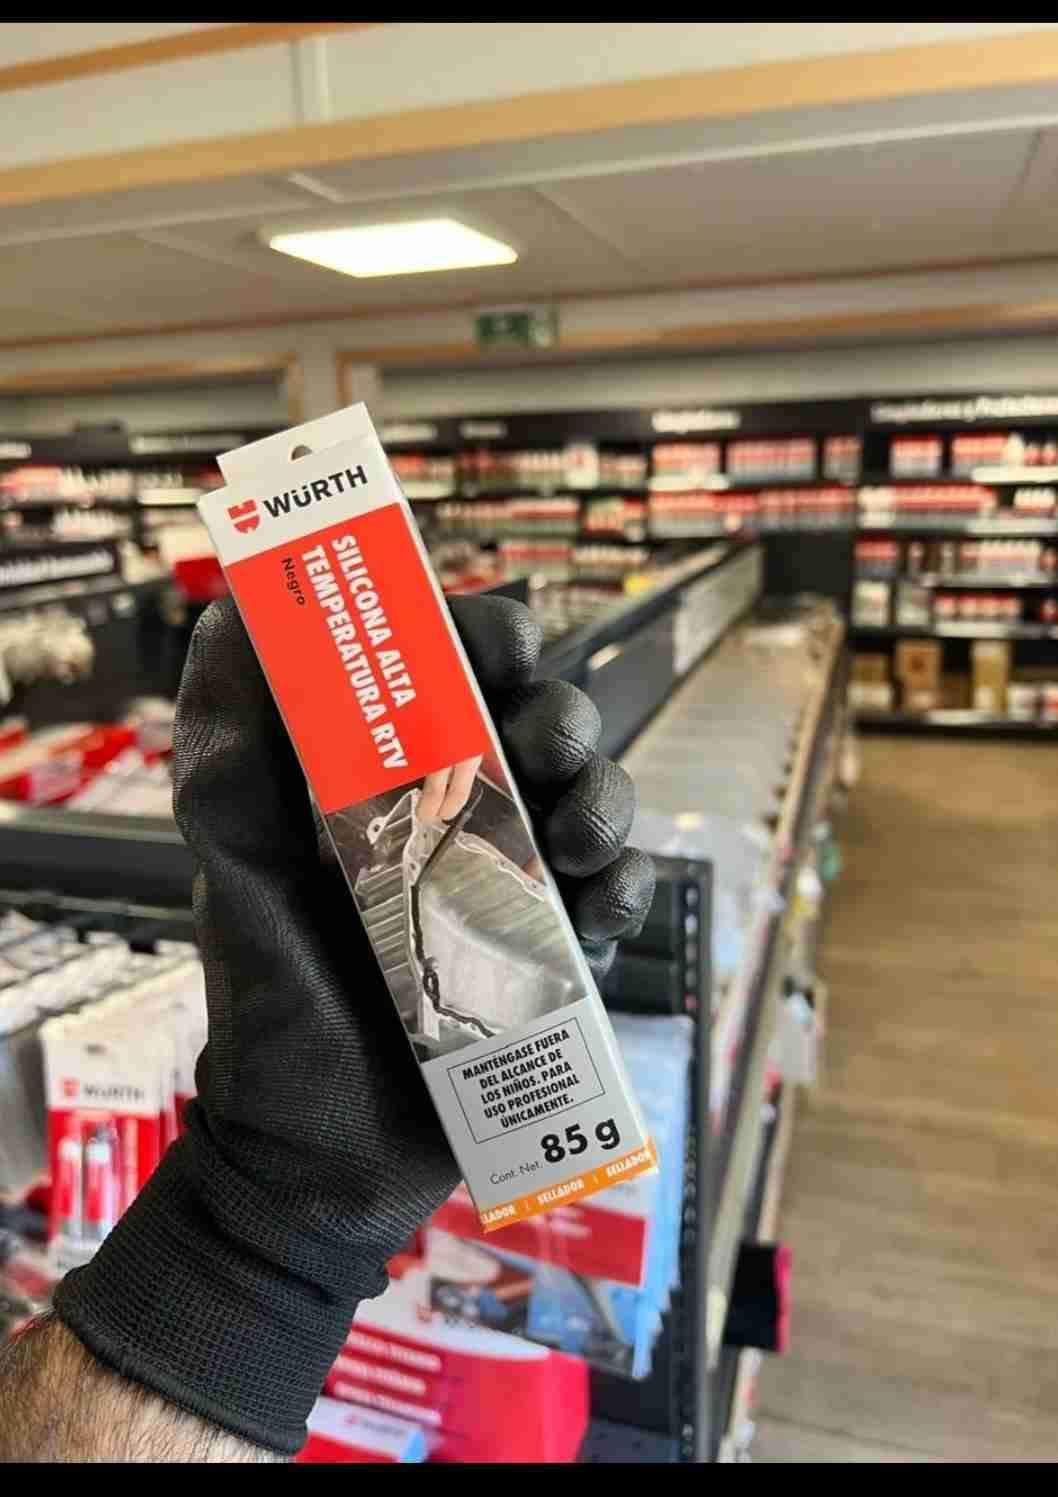 WÜRTH
SILICONA ALTA
TEMPERATURA RTV
Negro
MANTÉNGASE FUERA
DEL ALCANCE DE
LOS NIÑOS. PARA
USO PROFESIONAL
ÚNICAMENTE.
Cont. Net. 85 g
LADOR | SELLADOR | SELLADOR
WÜRTH